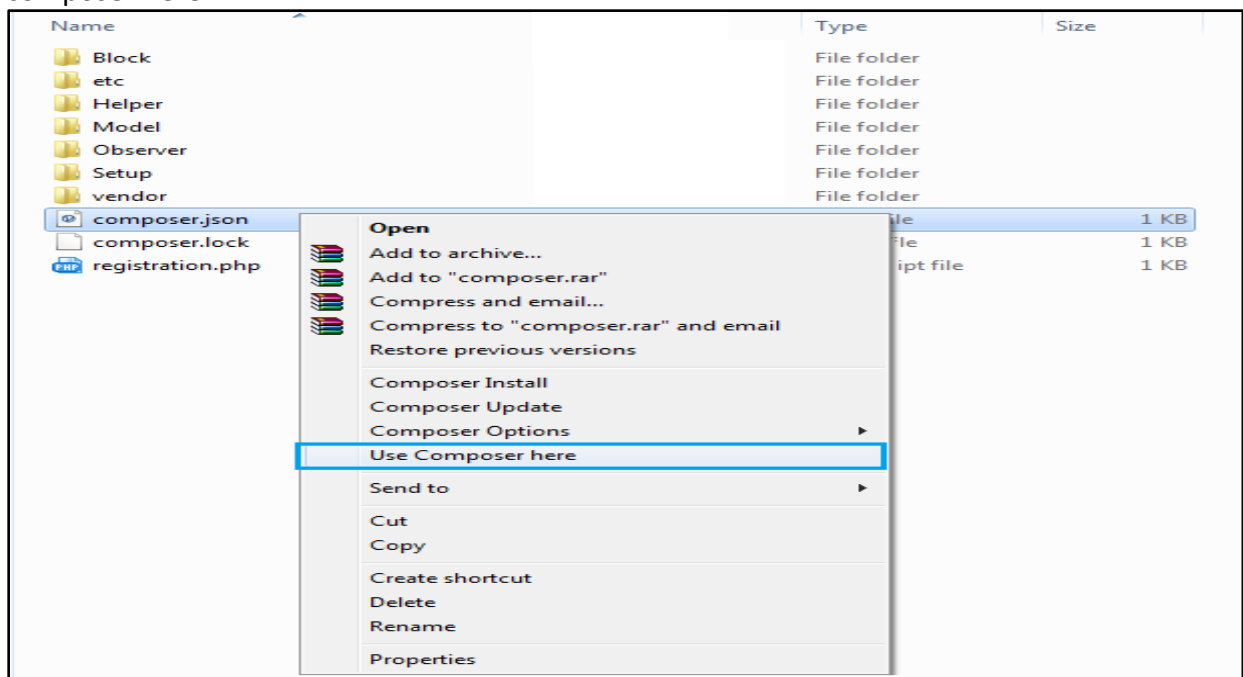 Name Type Size
Block File folder
etc File folder
Helper File folder
Model File folder
Observer File folder
Setup File folder
vendor File folder
composer.json 1 KB
composer.lock 1 KB
registration.php ipt file 1 KB
Open
Add to archive...
Add to "composer.rar"
Compress and email...
Compress to "composer.rar" and email
Restore previous versions
Composer Install
Composer Update
Composer Options
Use Composer here
Send to
Cut
Copy
Create shortcut
Delete
Rename
Properties